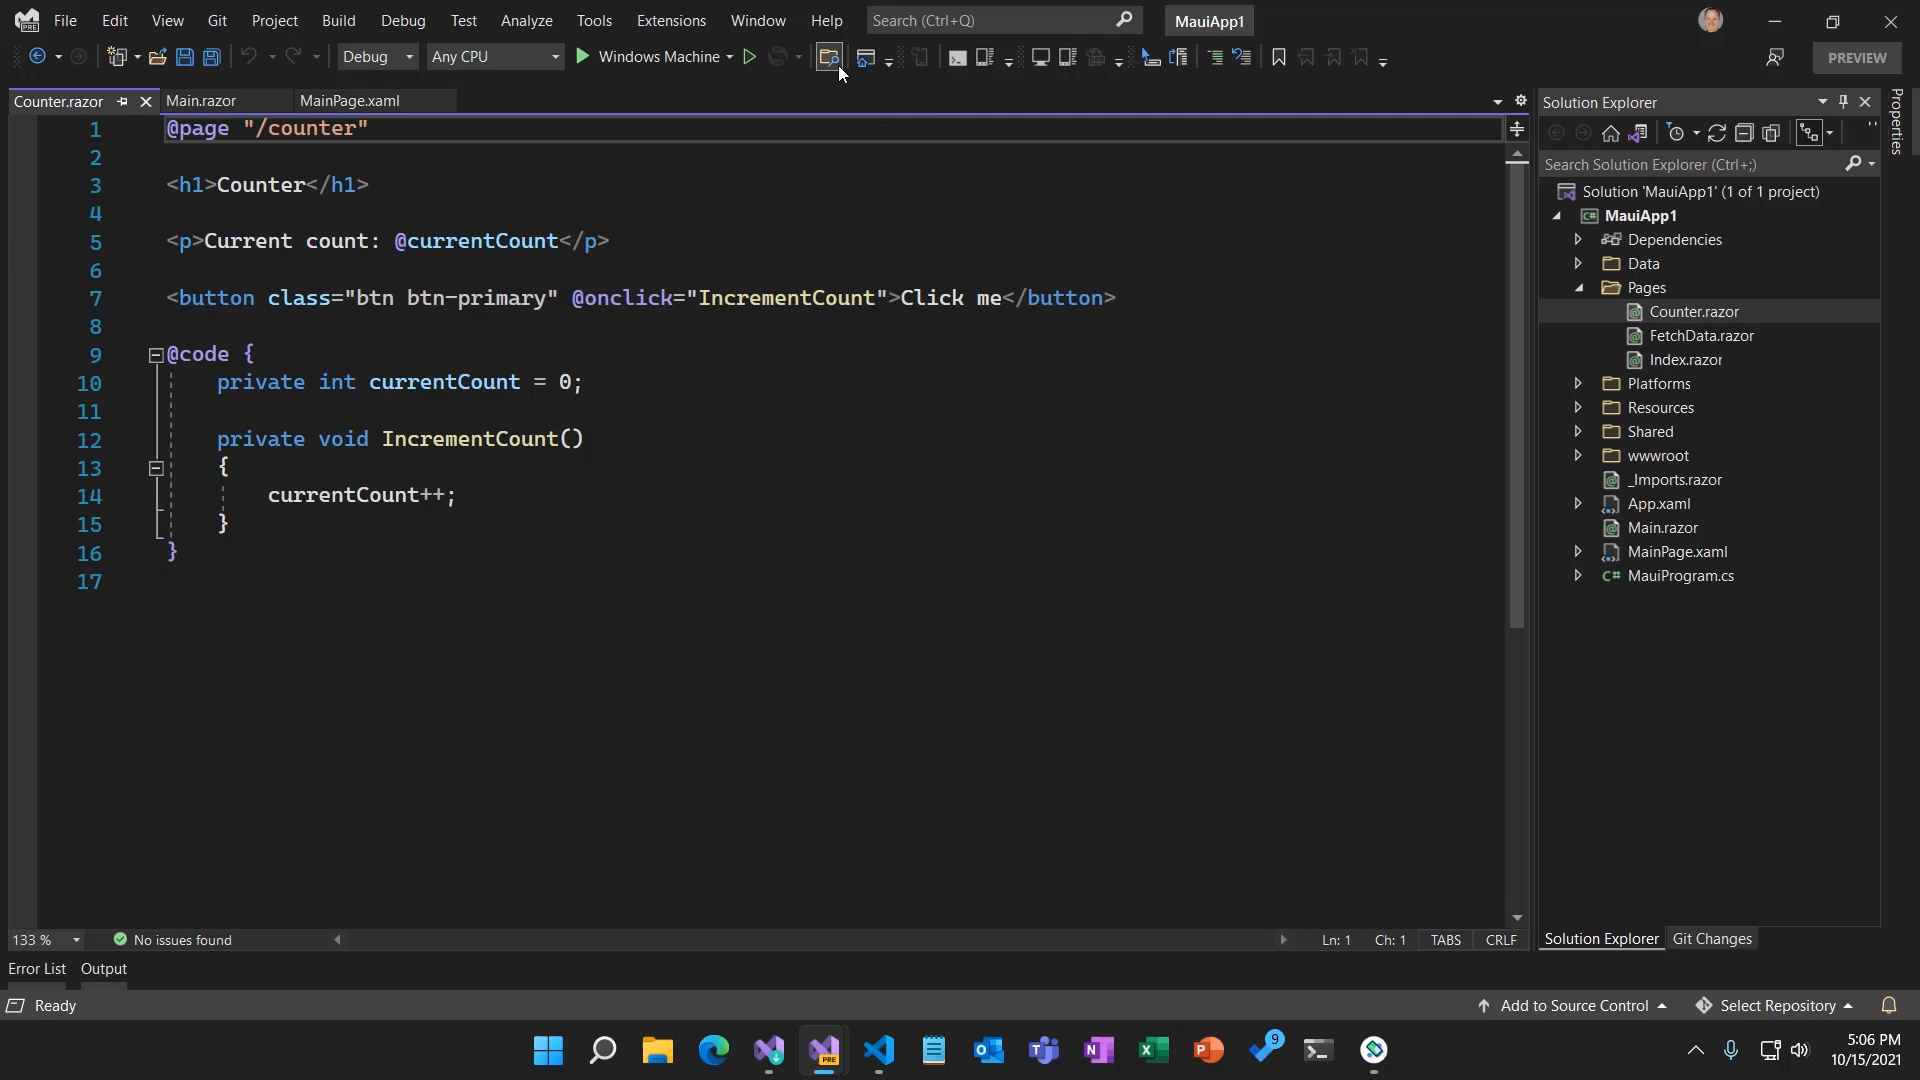 File Edit View Git Project Build Debug Test Analyze Tools Extensions Window Help Search (Ctrl+Q) MauiApp1
Debug Any CPU Windows Machine PREVIEW
Counter.razor Main.razor MainPage.xaml
1 @page "/counter"
2
3 <h1>Counter</h1>
4
5 <p>Current count: @currentCount</p>
6
7 <button class="btn btn-primary" @onclick="IncrementCount">Click me</button>
8
9 @code {
10 private int currentCount = 0;
11
12 private void IncrementCount()
13 {
14 currentCount++;
15 }
16 }
17
133 % No issues found Ln: 1 Ch: 1 TABS CRLF
Solution Explorer
Search Solution Explorer (Ctrl+;)
Solution 'MauiApp1' (1 of 1 project)
MauiApp1
Dependencies
Data
Pages
Counter.razor
FetchData.razor
Index.razor
Platforms
Resources
Shared
wwwroot
_Imports.razor
App.xaml
Main.razor
MainPage.xaml
C# MauiProgram.cs
Solution Explorer Git Changes
Properties
Error List Output
Ready Add to Source Control Select Repository
PRE 9
5:06 PM
10/15/2021